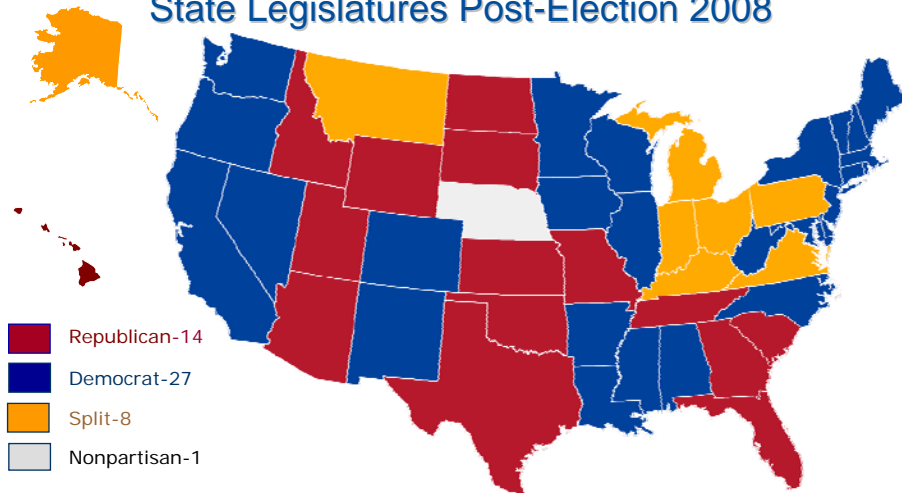 State Legislatures Post-Election 2008
Republican-14
Democrat-27
Split-8
Nonpartisan-1